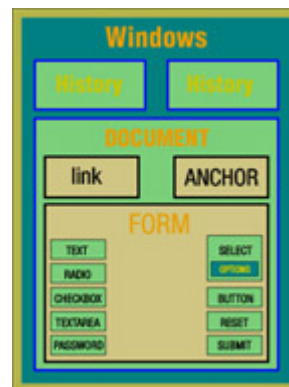 Windows
History History
DOCUMENT
link ANCHOR
FORM
TEXT SELECT
RADIO OPTIONS
CHECKBOX BUTTON
TEXTAREA RESET
PASSWORD SUBMIT